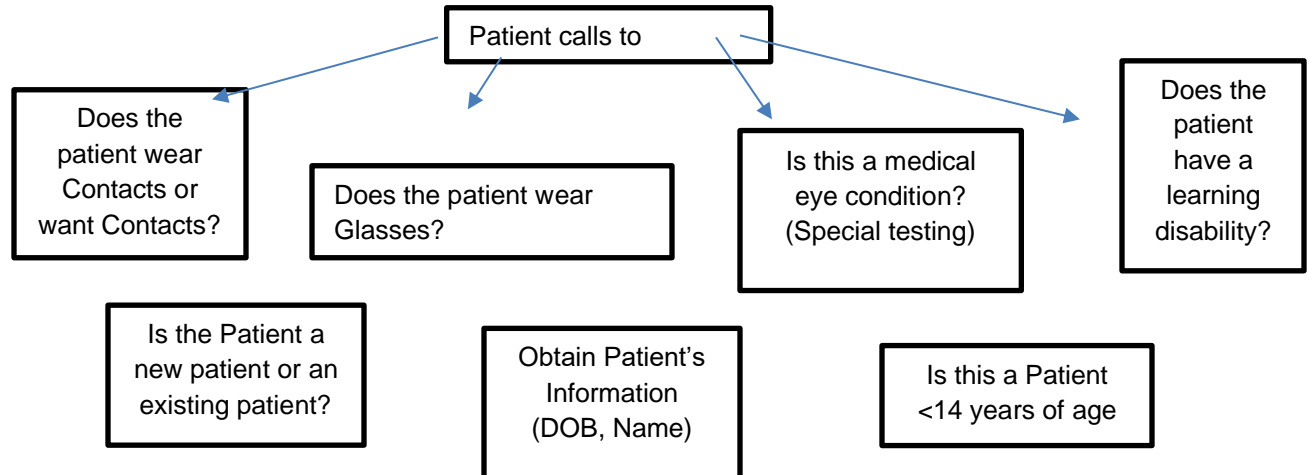 Patient calls to
Does the
patient wear
Contacts or
want Contacts?
Does the patient wear
Glasses?
Is this a medical
eye condition?
(Special testing)
Does the
patient
have a
learning
disability?
Is the Patient a
new patient or an
existing patient?
Obtain Patient’s
Information
(DOB, Name)
Is this a Patient
<14 years of age